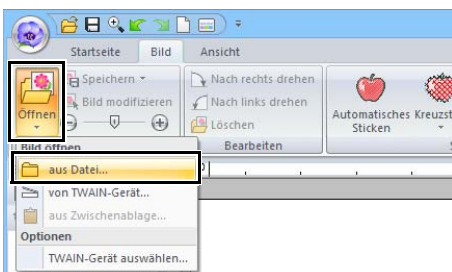 Startseite Bild Ansicht
Öffnen
Speichern
Bild modifizieren
Nach rechts drehen
Nach links drehen
Löschen
Bearbeiten
Automatisches
Sticken
Bild öffnen
aus Datei...
von TWAIN-Gerät...
aus Zwischenablage...
Optionen
TWAIN-Gerät auswählen...